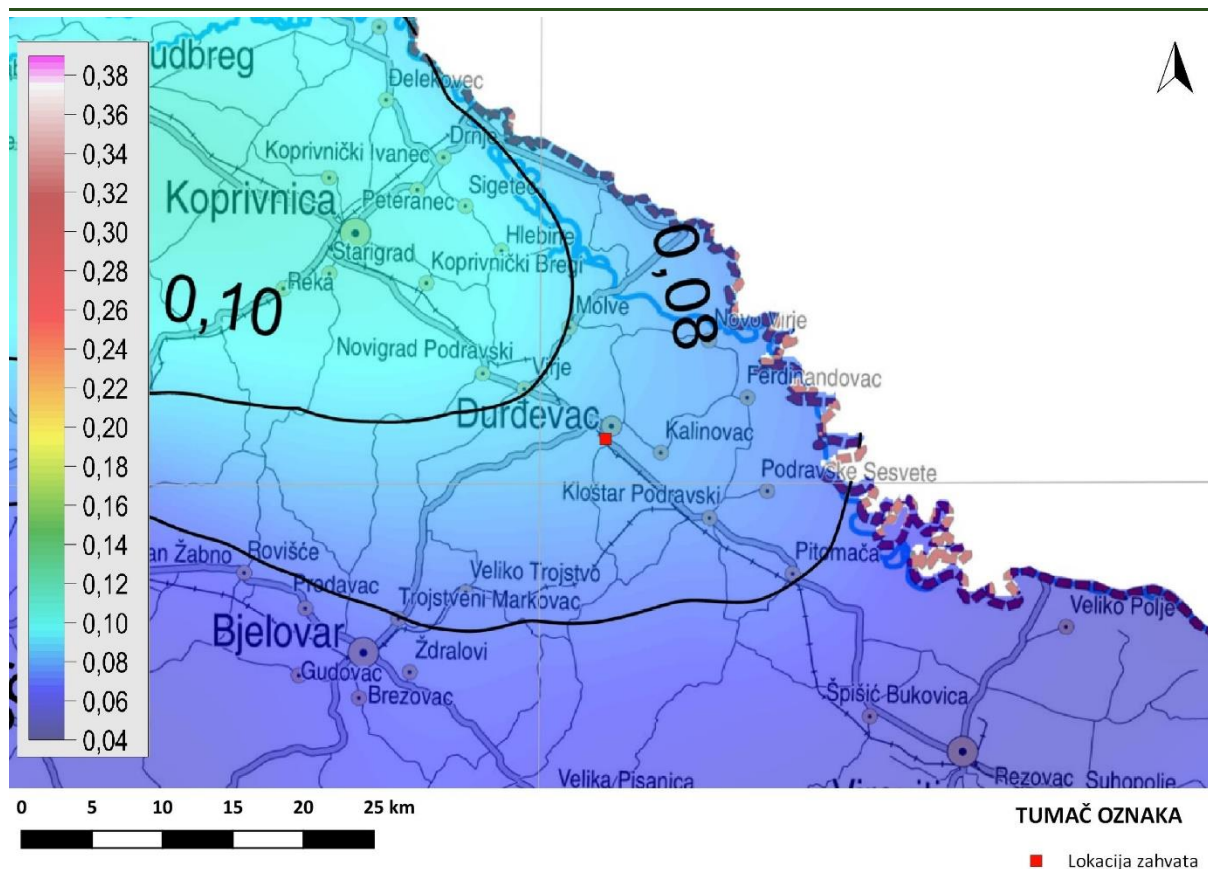 udbreg
Đelekovec
Drnje
Koprivnički Ivanec
Sigetec
Koprivnica
Peteranec
Hlebine
Starigrad
Koprivnički Bregi
Reka
0,10
0,08
Molve
Novo Virje
Novigrad Podravski
Virje
Ferdinandovac
Đurđevac
Kalinovac
Podravske Sesvete
Kloštar Podravski
an Žabno
Rovišće
Pitomača
Predavac
Veliko Trojstvo
Trojstveni Markovac
Veliko Polje
Bjelovar
Ždralovi
Gudovac
Brezovac
Špišić Bukovica
Velika Pisanica
Rezovac
Suhopolje
0,38
0,36
0,34
0,32
0,30
0,28
0,26
0,24
0,22
0,20
0,18
0,16
0,14
0,12
0,10
0,08
0,06
0,04
0 5 10 15 20 25 km
TUMAČ OZNAKA
Lokacija zahvata